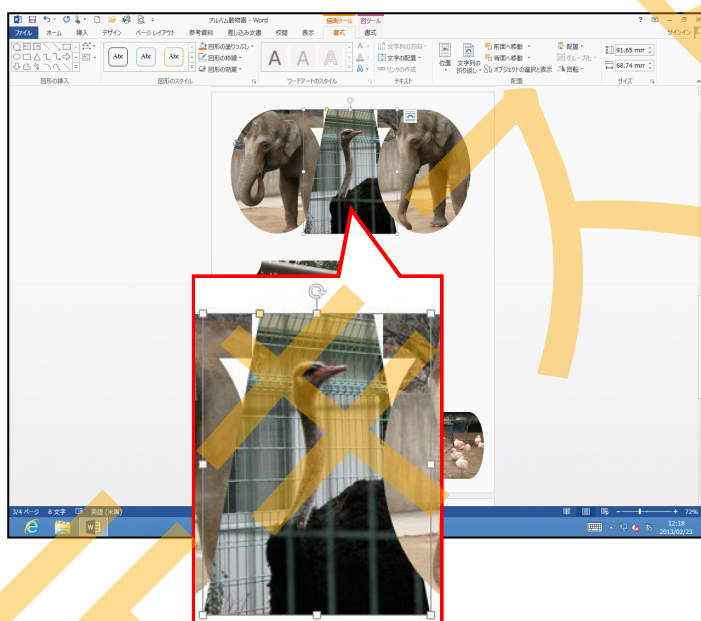 アルバム動物園 - Word
描画ツール 図ツール
ファイル ホーム 挿入 デザイン ページ レイアウト 参考資料 差し込み文書 校閲 表示 書式 書式 サインイン
Abc Abc Abc
図形の塗りつぶし
図形の枠線
図形の効果
A A A
文字列の方向
文字の配置
リンクの作成
位置
文字列の折り返し
前面へ移動
背面へ移動
オブジェクトの選択と表示
配置
グループ化
回転
91.65 mm
68.74 mm
図形の挿入 図形のスタイル ワードアートのスタイル テキスト 配置 サイズ
3/4 ページ 8 文字 英語 (米国) 72%
12:18
2013/02/23